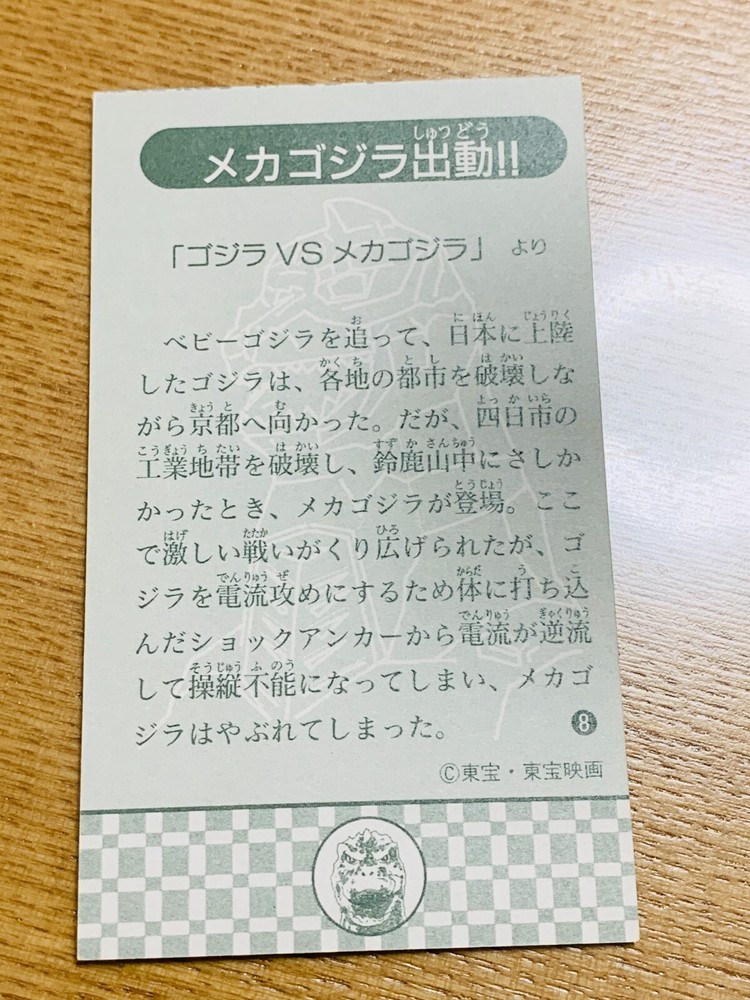 メカゴジラ出動!!
「ゴジラVSメカゴジラ」 より
ベビーゴジラを追って、日本に上陸
したゴジラは、各地の都市を破壊しな
がら京都へ向かった。だが、四日市の
工業地帯を破壊し、鈴鹿山中にさしか
かったとき、メカゴジラが登場。ここ
で激しい戦いがくり広げられたが、ゴ
ジラを電流攻めにするため体に打ち込
んだショックアンカーから電流が逆流
して操縦不能になってしまい、メカゴ
ジラはやぶれてしまった。
8
©東宝・東宝映画